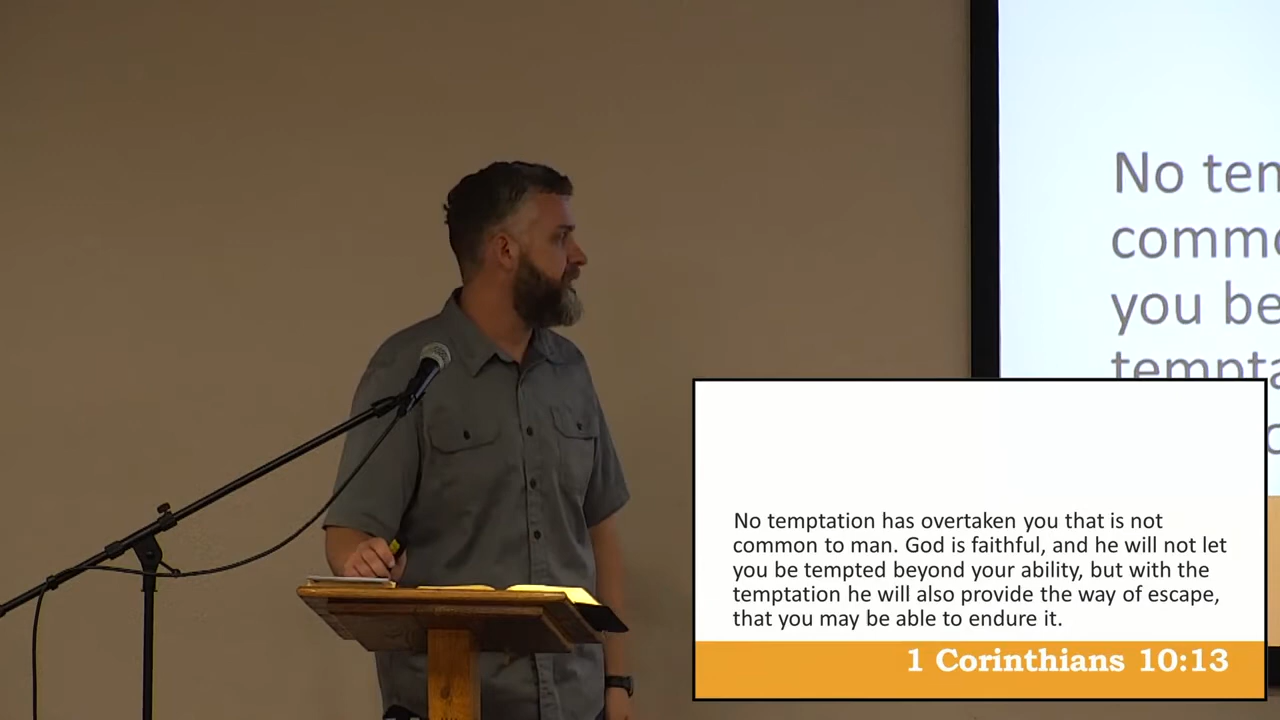 No
comm
you be
tempta
No temptation has overtaken you that is not
common to man. God is faithful, and he will not let
you be tempted beyond your ability, but with the
temptation he will also provide the way of escape,
that you may be able to endure it.
1 Corinthians 10:13